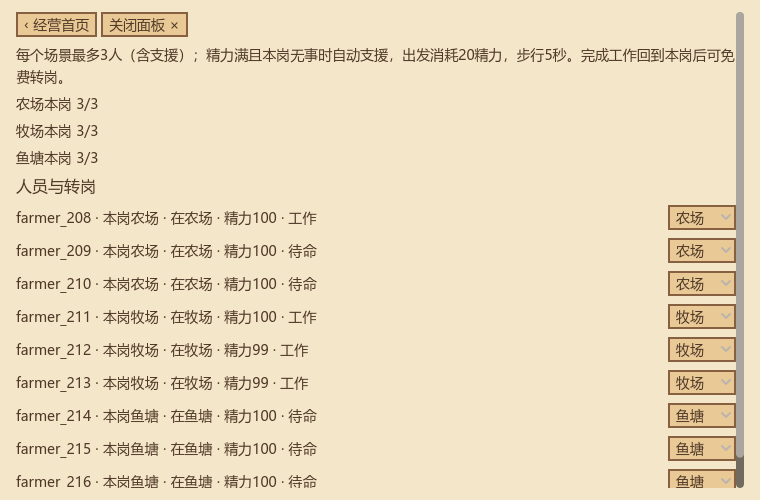 ‹ 经营首页 关闭面板 ×
每个场景最多3人（含支援）；精力满且本岗无事时自动支援，出发消耗20精力，步行5秒。完成工作回到本岗后可免
费转岗。
农场本岗 3/3
牧场本岗 3/3
鱼塘本岗 3/3
人员与转岗
farmer_208 · 本岗农场 · 在农场 · 精力100 · 工作 农场
farmer_209 · 本岗农场 · 在农场 · 精力100 · 待命 农场
farmer_210 · 本岗农场 · 在农场 · 精力100 · 待命 农场
farmer_211 · 本岗牧场 · 在牧场 · 精力100 · 工作 牧场
farmer_212 · 本岗牧场 · 在牧场 · 精力99 · 工作 牧场
farmer_213 · 本岗牧场 · 在牧场 · 精力99 · 工作 牧场
farmer_214 · 本岗鱼塘 · 在鱼塘 · 精力100 · 待命 鱼塘
farmer_215 · 本岗鱼塘 · 在鱼塘 · 精力100 · 待命 鱼塘
farmer_216 · 本岗鱼塘 · 在鱼塘 · 精力100 · 待命 鱼塘